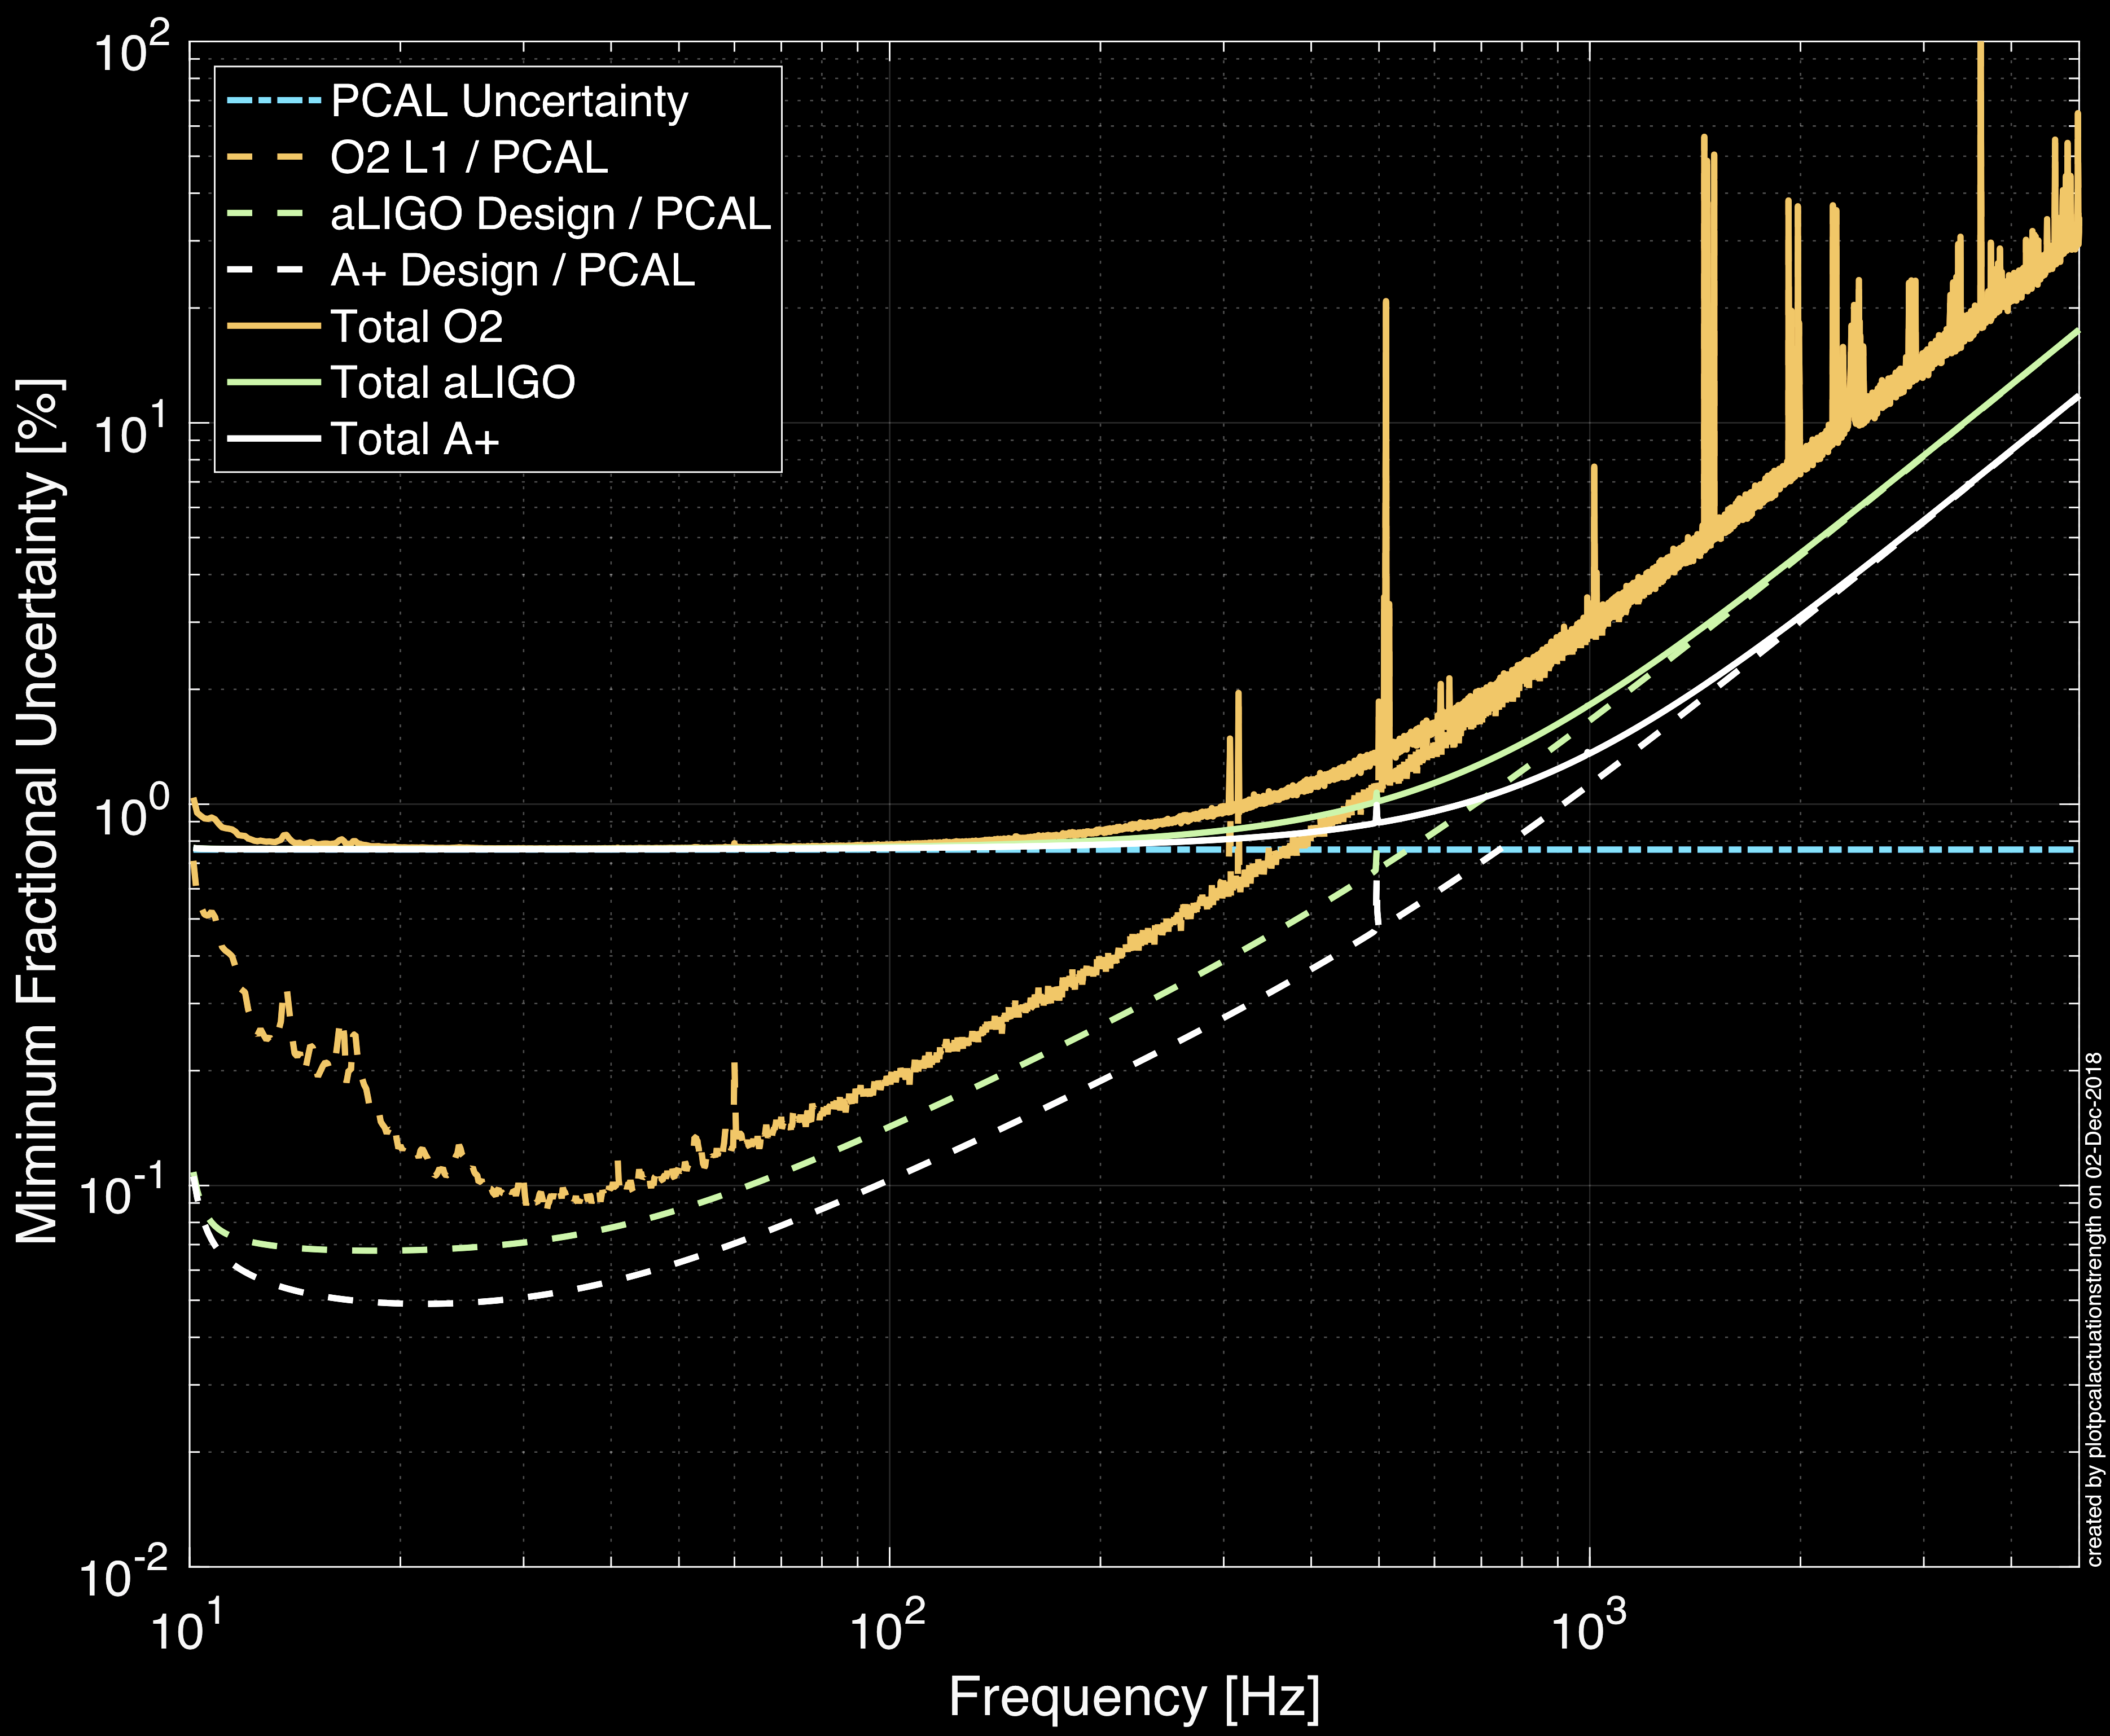 10^2
10^1
10^0
10^-1
10^-2
Miminum Fractional Uncertainty [%]
PCAL Uncertainty
O2 L1 / PCAL
aLIGO Design / PCAL
A+ Design / PCAL
Total O2
Total aLIGO
Total A+
10^1
10^2
10^3
Frequency [Hz]
created by plotpcalactuationstrength on 02-Dec-2018